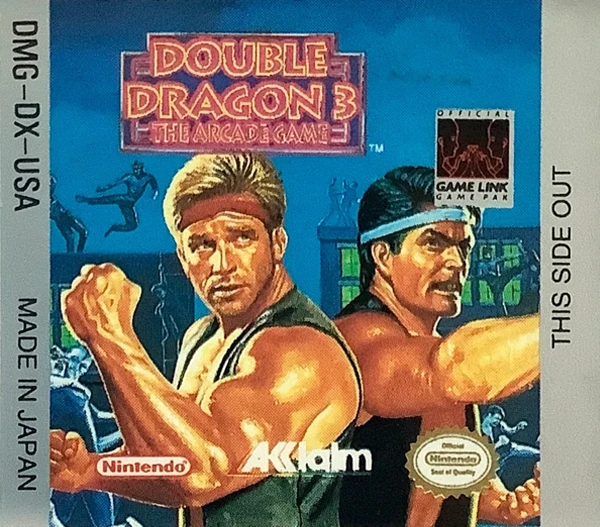 DMG-DX-USA
MADE IN JAPAN
DOUBLE
DRAGON 3
THE ARCADE GAME
TM
OFFICIAL
GAME LINK
GAME PAK
THIS SIDE OUT
Nintendo
AKKlaim
Official
Nintendo
Seal of Quality